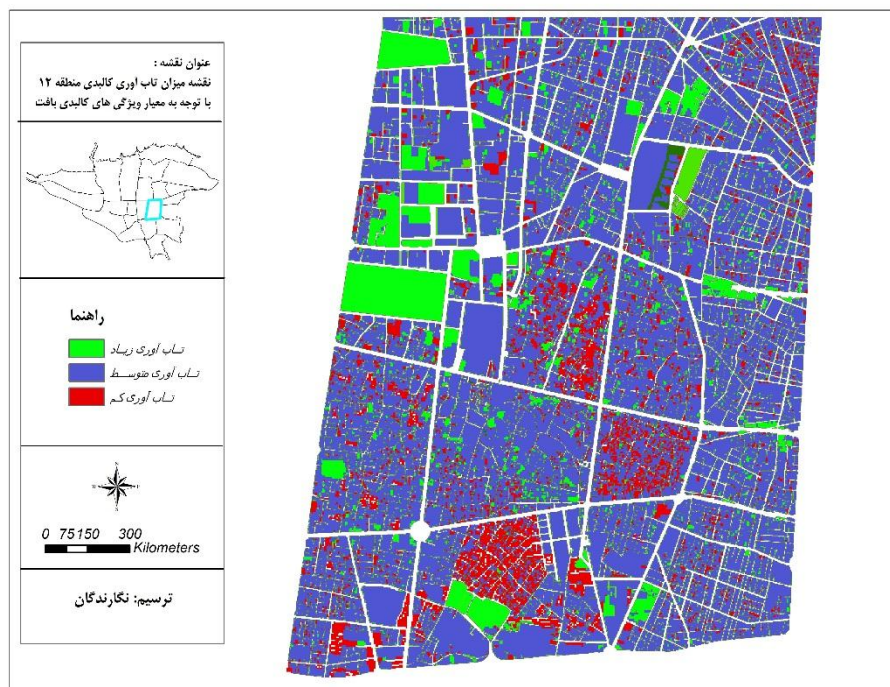 عنوان نقشه :
نقشه میزان تاب اوری کالبدی منطقه ۱۲
با توجه به معیار ویژگی های کالبدی بافت
راهنما
تاب آوری زیاد
تاب آوری متوسط
تاب آوری کم
N
0 75150 300
Kilometers
ترسیم: نگارندگان